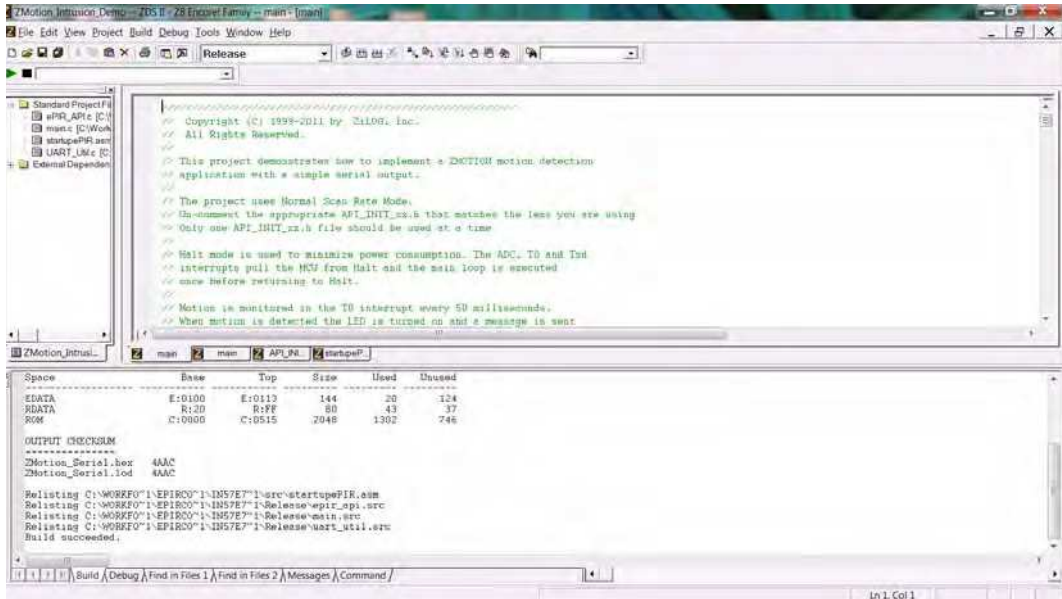 ZMotion_Intrusion_Demo - ZDS II - Z8 Encore! Family - main - [main]
File Edit View Project Build Debug Tools Window Help
Release
Standard Project Fil
ePIR_API.c [C:\
main.c [C:\Work
startupePIR.asm
UART_Util.c [C:
External Dependen
// Copyright (C) 1999-2011 by ZiLOG, Inc.
// All Rights Reserved.
//
// This project demonstrates how to implement a ZMOTION motion detection
// application with a simple serial output.
//
// The project uses Normal Scan Rate Mode.
// Un-comment the appropriate API_INIT_xx.h that matches the lens you are using
// Only one API_INIT_xx.h file should be used at a time
//
// Halt mode is used to minimize power consumption. The ADC, T0 and Txd
// interrupts pull the MCU from Halt and the main loop is executed
// once before returning to Halt.
//
// Motion is monitored in the T0 interrupt every 50 milliseconds.
// When motion is detected the LED is turned on and a message is sent
ZMotion_Intrusi...
main main API_INI... startupeP...
Space Base Top Size Used Unused
EDATA E:0100 E:0113 144 20 124
RDATA R:20 R:FF 80 43 37
ROM C:0000 C:0515 2048 1302 746
OUTPUT CHECKSUM
ZMotion_Serial.hex 4AAC
ZMotion_Serial.lod 4AAC
Relisting C:\WORKFO~1\EPIRCO~1\IN57E7~1\src\startupePIR.asm
Relisting C:\WORKFO~1\EPIRCO~1\IN57E7~1\Release\epir_api.src
Relisting C:\WORKFO~1\EPIRCO~1\IN57E7~1\Release\main.src
Relisting C:\WORKFO~1\EPIRCO~1\IN57E7~1\Release\uart_util.src
Build succeeded.
Build Debug Find in Files 1 Find in Files 2 Messages Command
Ln 1, Col 1